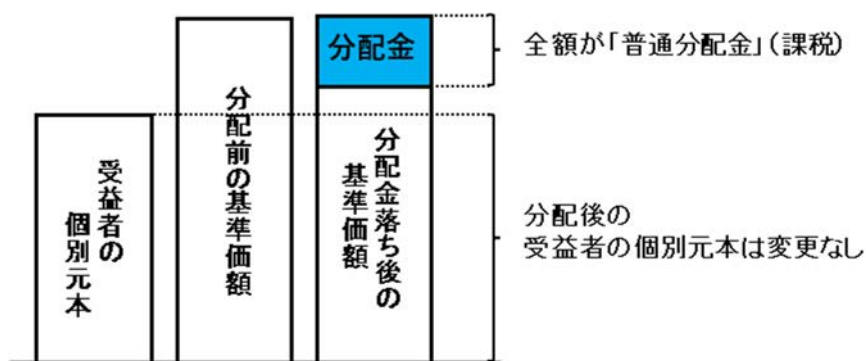 受益者の
個別元本
分配前の基準価額
分配金
分配金落ち後の
基準価額
全額が「普通分配金」（課税）
分配後の
受益者の個別元本は変更なし